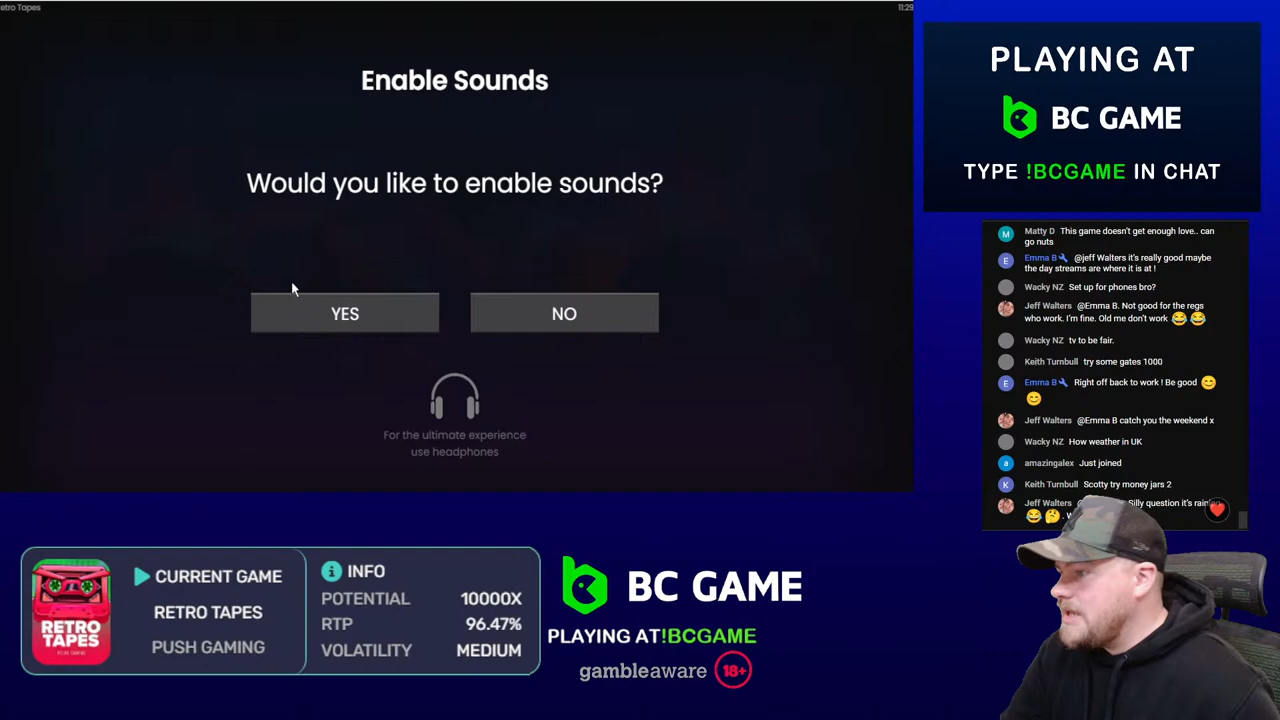 etro Tapes
11:29
Enable Sounds
Would you like to enable sounds?
YES
NO
For the ultimate experience
use headphones
PLAYING AT
BC GAME
TYPE !BCGAME IN CHAT
M Matty D This game doesn't get enough love.. can
go nuts
E Emma B @jeff Walters it's really good maybe
the day streams are where it is at !
Wacky NZ Set up for phones bro?
Jeff Walters @Emma B. Not good for the regs
who work. I'm fine. Old me don't work 😂 😂
Wacky NZ tv to be fair.
Keith Turnbull try some gates 1000
E Emma B Right off back to work ! Be good 😊
😊
Jeff Walters @Emma B catch you the weekend x
Wacky NZ How weather in UK
a amazingalex Just joined
K Keith Turnbull Scotty try money jars 2
Jeff Walters Silly question it's
😂 🤔
RETRO
TAPES
CURRENT GAME
RETRO TAPES
PUSH GAMING
INFO
POTENTIAL 10000X
RTP 96.47%
VOLATILITY MEDIUM
BC GAME
PLAYING AT!BCGAME
gambleaware 18+